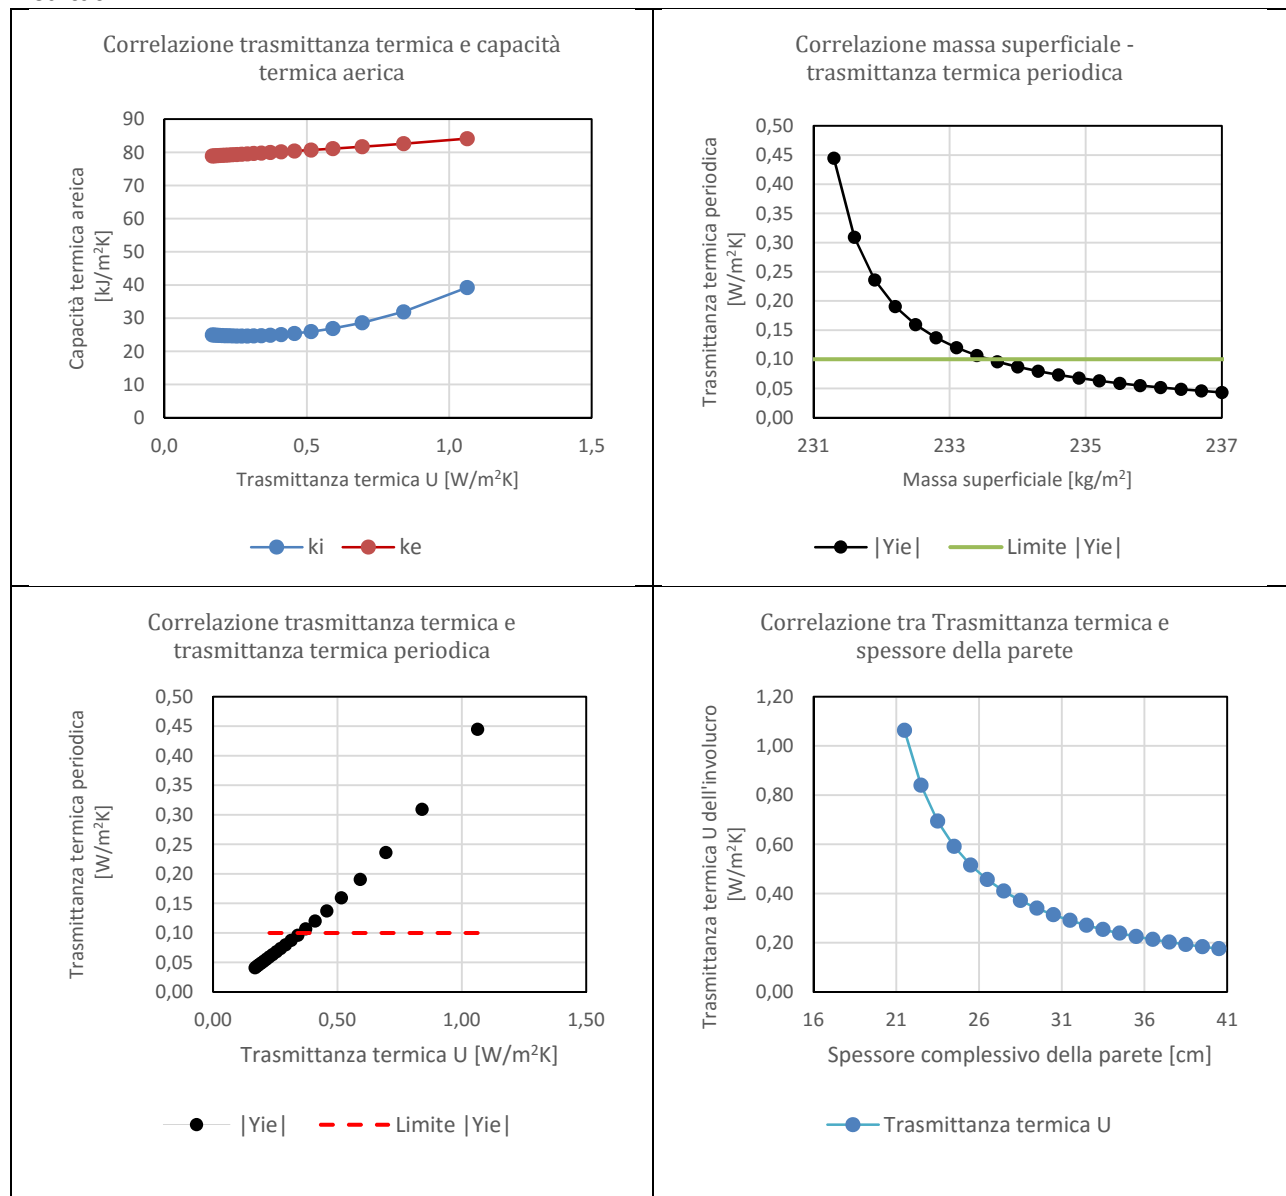 Correlazione trasmittanza termica e capacità
termica aerica
Capacità termica areica
[kJ/m²K]
90
80
70
60
50
40
30
20
10
0
0,0
0,5
1,0
1,5
Trasmittanza termica U [W/m²K]
ki
ke
Correlazione massa superficiale -
trasmittanza termica periodica
Trasmittanza termica periodica
[W/m²K]
0,50
0,45
0,40
0,35
0,30
0,25
0,20
0,15
0,10
0,05
0,00
231
233
235
237
Massa superficiale [kg/m²]
|Yie|
Limite |Yie|
Correlazione trasmittanza termica e
trasmittanza termica periodica
Trasmittanza termica periodica
[W/m²K]
0,50
0,45
0,40
0,35
0,30
0,25
0,20
0,15
0,10
0,05
0,00
0,00
0,50
1,00
1,50
Trasmittanza termica U [W/m²K]
|Yie|
Limite |Yie|
Correlazione tra Trasmittanza termica e
spessore della parete
Trasmittanza termica U dell'involucro
[W/m²K]
1,20
1,00
0,80
0,60
0,40
0,20
0,00
16
21
26
31
36
41
Spessore complessivo della parete [cm]
Trasmittanza termica U